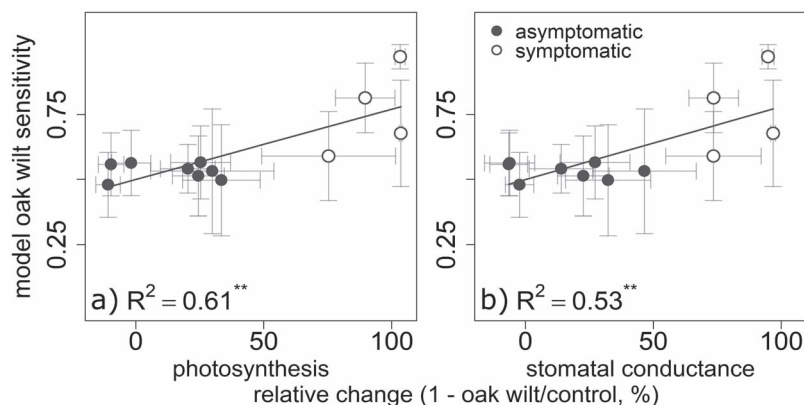 model oak wilt sensitivity
0.75
0.25
a) R² = 0.61**
0 50 100
photosynthesis
asymptomatic
symptomatic
0.75
0.25
b) R² = 0.53**
0 50 100
stomatal conductance
relative change (1 - oak wilt/control, %)